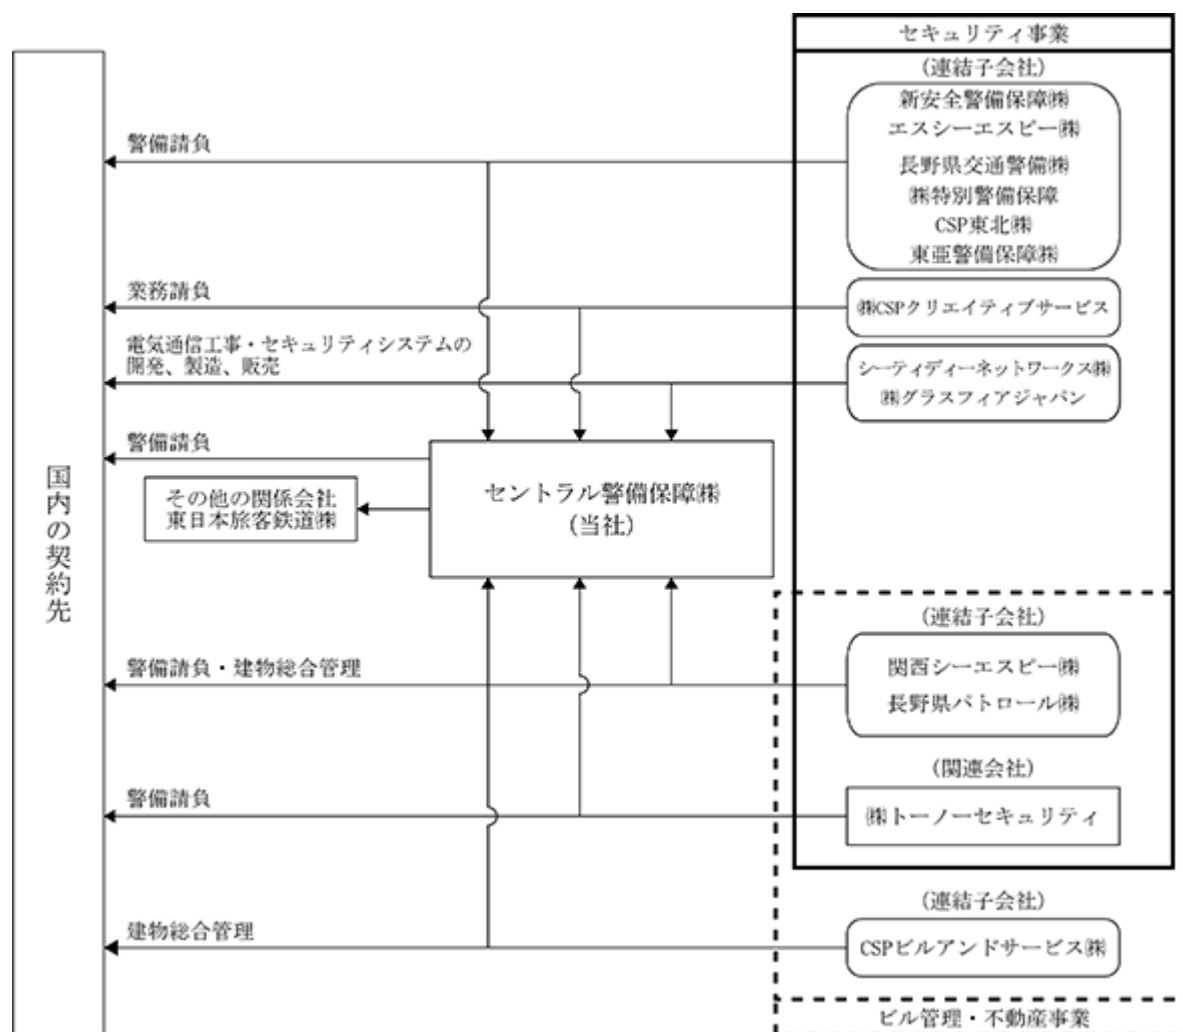 セキュリティ事業
(連結子会社)
新安全警備保障㈱
エスシーエスピー㈱
長野県交通警備㈱
㈱特別警備保障
CSP東北㈱
東亜警備保障㈱
警備請負
業務請負
㈱CSPクリエイティブサービス
電気通信工事・セキュリティシステムの
開発、製造、販売
シーティディーネットワークス㈱
㈱グラスフィアジャパン
警備請負
国内の契約先
その他の関係会社
東日本旅客鉄道㈱
セントラル警備保障㈱
(当社)
(連結子会社)
警備請負・建物総合管理
関西シーエスピー㈱
長野県パトロール㈱
(関連会社)
警備請負
㈱トーノーセキュリティ
(連結子会社)
建物総合管理
CSPビルアンドサービス㈱
ビル管理・不動産事業